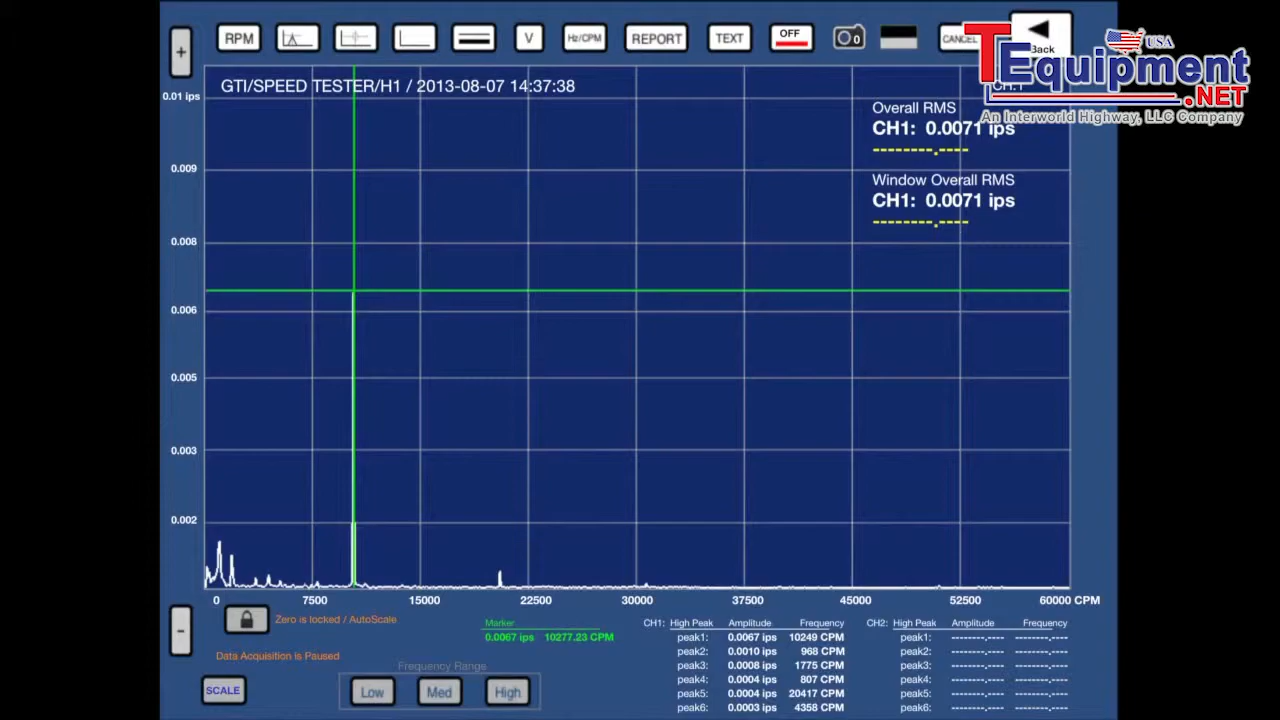 +
RPM
V
Hz/CPM
REPORT
TEXT
OFF
0
CANCEL
Back
USA
TEquipment
.NET
An Interworld Highway, LLC Company
GTI/SPEED TESTER/H1 / 2013-08-07 14:37:38
Overall RMS
CH1: 0.0071 ips
--------.----
Window Overall RMS
CH1: 0.0071 ips
--------.----
0.01 ips
0.009
0.008
0.006
0.005
0.003
0.002
0 7500 15000 22500 30000 37500 45000 52500 60000 CPM
-
Zero is locked / AutoScale
Data Acquisition is Paused
SCALE
Frequency Range
Low Med High
Marker
0.0067 ips 10277.23 CPM
CH1: High Peak Amplitude Frequency
peak1: 0.0067 ips 10249 CPM
peak2: 0.0010 ips 968 CPM
peak3: 0.0008 ips 1775 CPM
peak4: 0.0004 ips 807 CPM
peak5: 0.0004 ips 20417 CPM
peak6: 0.0003 ips 4358 CPM
CH2: High Peak Amplitude Frequency
peak1: --------.---- --------.----
peak2: --------.---- --------.----
peak3: --------.---- --------.----
peak4: --------.---- --------.----
peak5: --------.---- --------.----
peak6: --------.---- --------.----